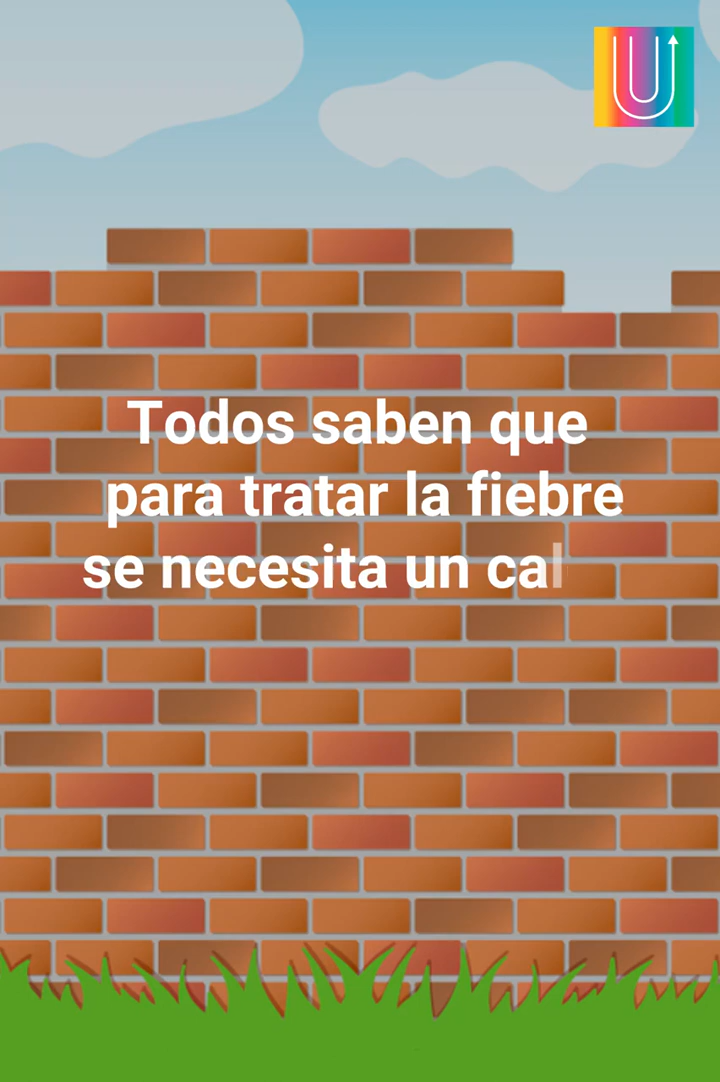 U
Todos saben que
para tratar la fiebre
se necesita un cal